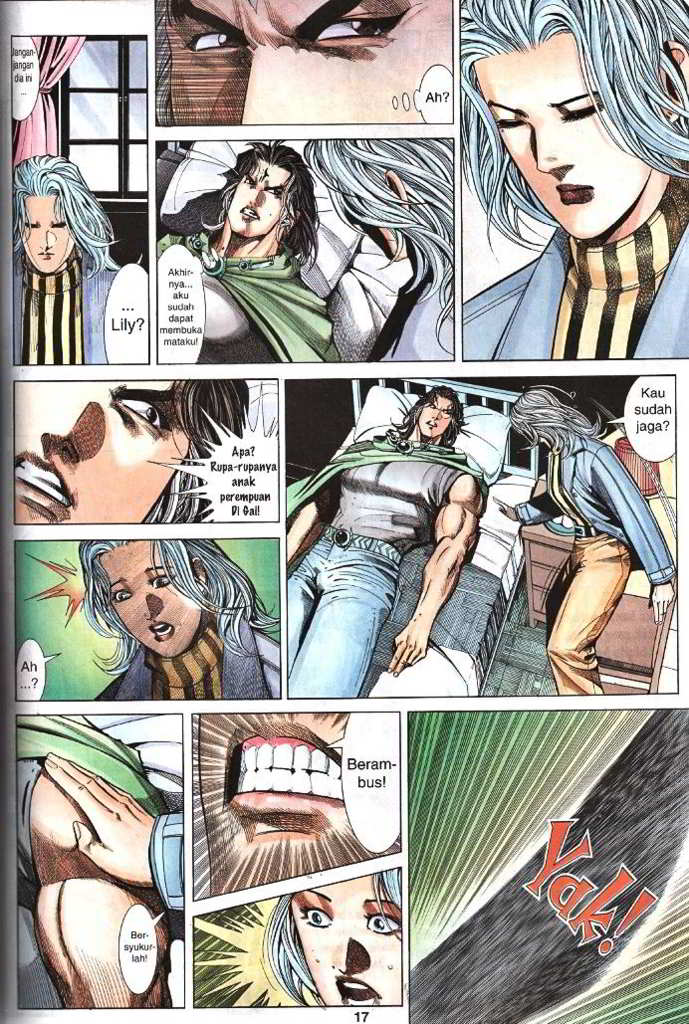 Jangan-
jangan
dia ini
...
Ah?
...
Lily?
Akhir-
nya...
aku
sudah
dapat
membuka
mataku!
Apa?
Rupa-rupanya
anak
perempuan
Di Gai!
Kau
sudah
jaga?
Ah
...?
Ber-
syukur-
lah!
Beram-
bus!
Yak!
17